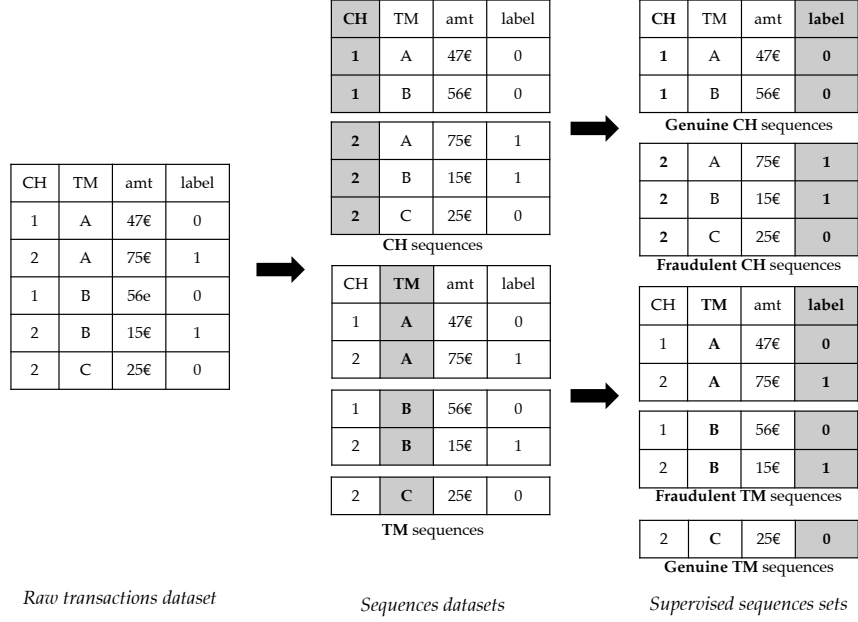 CH TM amt label
1 A 47€ 0
2 A 75€ 1
1 B 56e 0
2 B 15€ 1
2 C 25€ 0
Raw transactions dataset
CH TM amt label
1 A 47€ 0
1 B 56€ 0
2 A 75€ 1
2 B 15€ 1
2 C 25€ 0
CH sequences
CH TM amt label
1 A 47€ 0
2 A 75€ 1
1 B 56€ 0
2 B 15€ 1
2 C 25€ 0
TM sequences
Sequences datasets
CH TM amt label
1 A 47€ 0
1 B 56€ 0
Genuine CH sequences
2 A 75€ 1
2 B 15€ 1
2 C 25€ 0
Fraudulent CH sequences
CH TM amt label
1 A 47€ 0
2 A 75€ 1
1 B 56€ 0
2 B 15€ 1
Fraudulent TM sequences
2 C 25€ 0
Genuine TM sequences
Supervised sequences sets